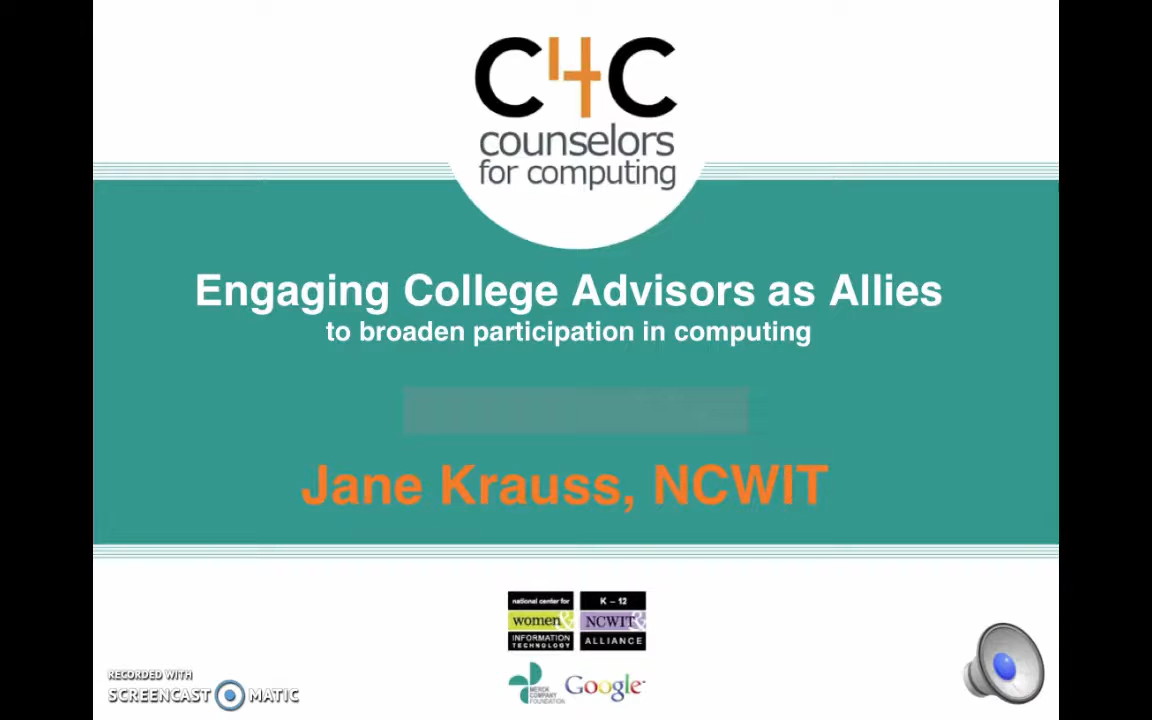 C4C
counselors
for computing
Engaging College Advisors as Allies
to broaden participation in computing
Jane Krauss, NCWIT
national center for
women&
INFORMATION
TECHNOLOGY
K – 12
NCWIT&
ALLIANCE
MERCK
COMPANY
FOUNDATION
Google
RECORDED WITH
SCREENCAST MATIC